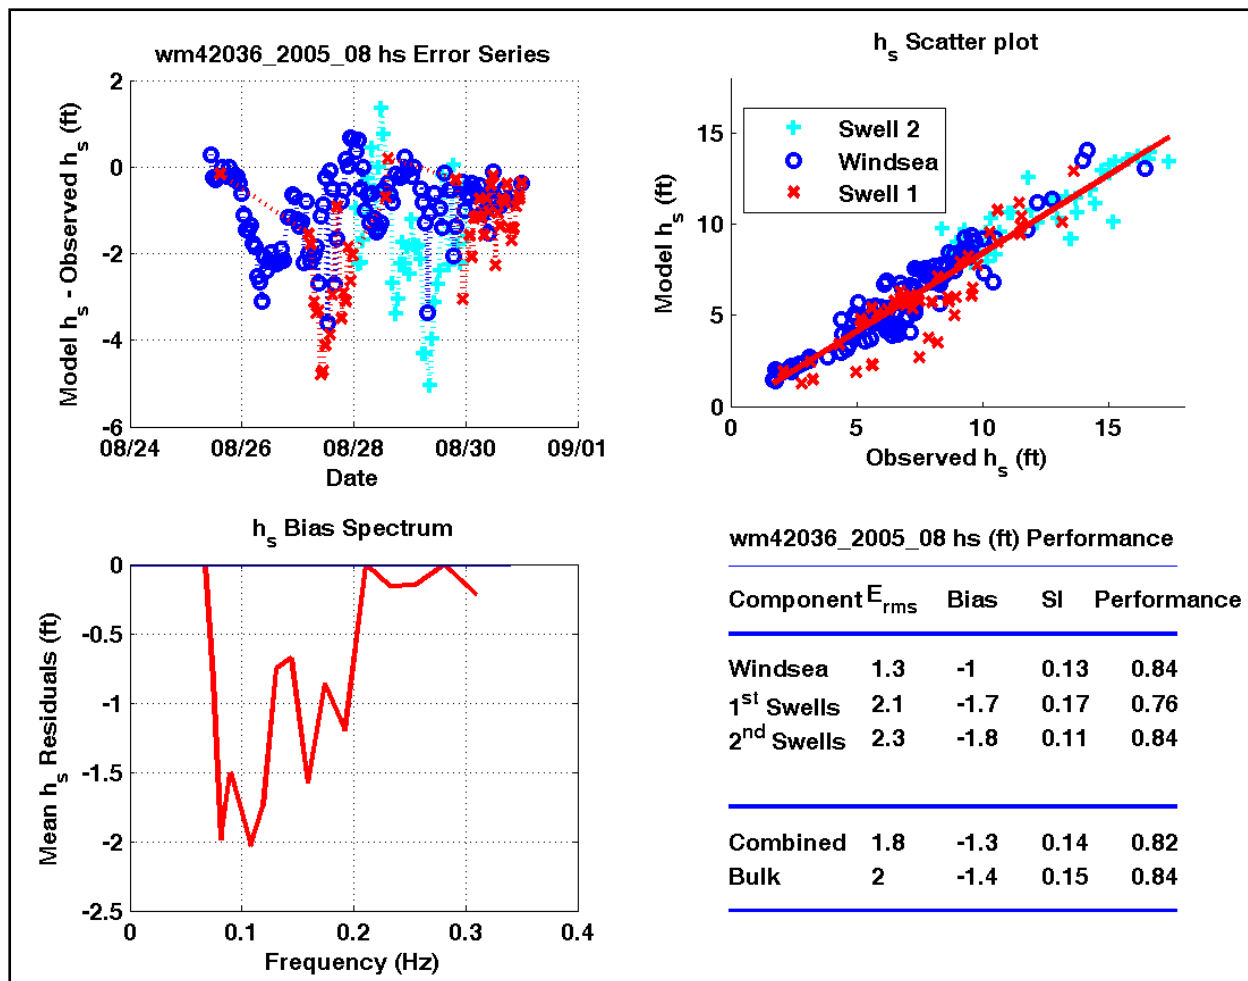 wm42036_2005_08 hs Error Series
Model hs - Observed hs (ft)
2
0
-2
-4
-6
08/24 08/26 08/28 08/30 09/01
Date
hs Scatter plot
Swell 2
Windsea
Swell 1
Model hs (ft)
15
10
5
0
0 5 10 15
Observed hs (ft)
hs Bias Spectrum
Mean hs Residuals (ft)
0
-0.5
-1
-1.5
-2
-2.5
0 0.1 0.2 0.3 0.4
Frequency (Hz)
wm42036_2005_08 hs (ft) Performance
Component Erms Bias SI Performance
Windsea 1.3 -1 0.13 0.84
1st Swells 2.1 -1.7 0.17 0.76
2nd Swells 2.3 -1.8 0.11 0.84
Combined 1.8 -1.3 0.14 0.82
Bulk 2 -1.4 0.15 0.84